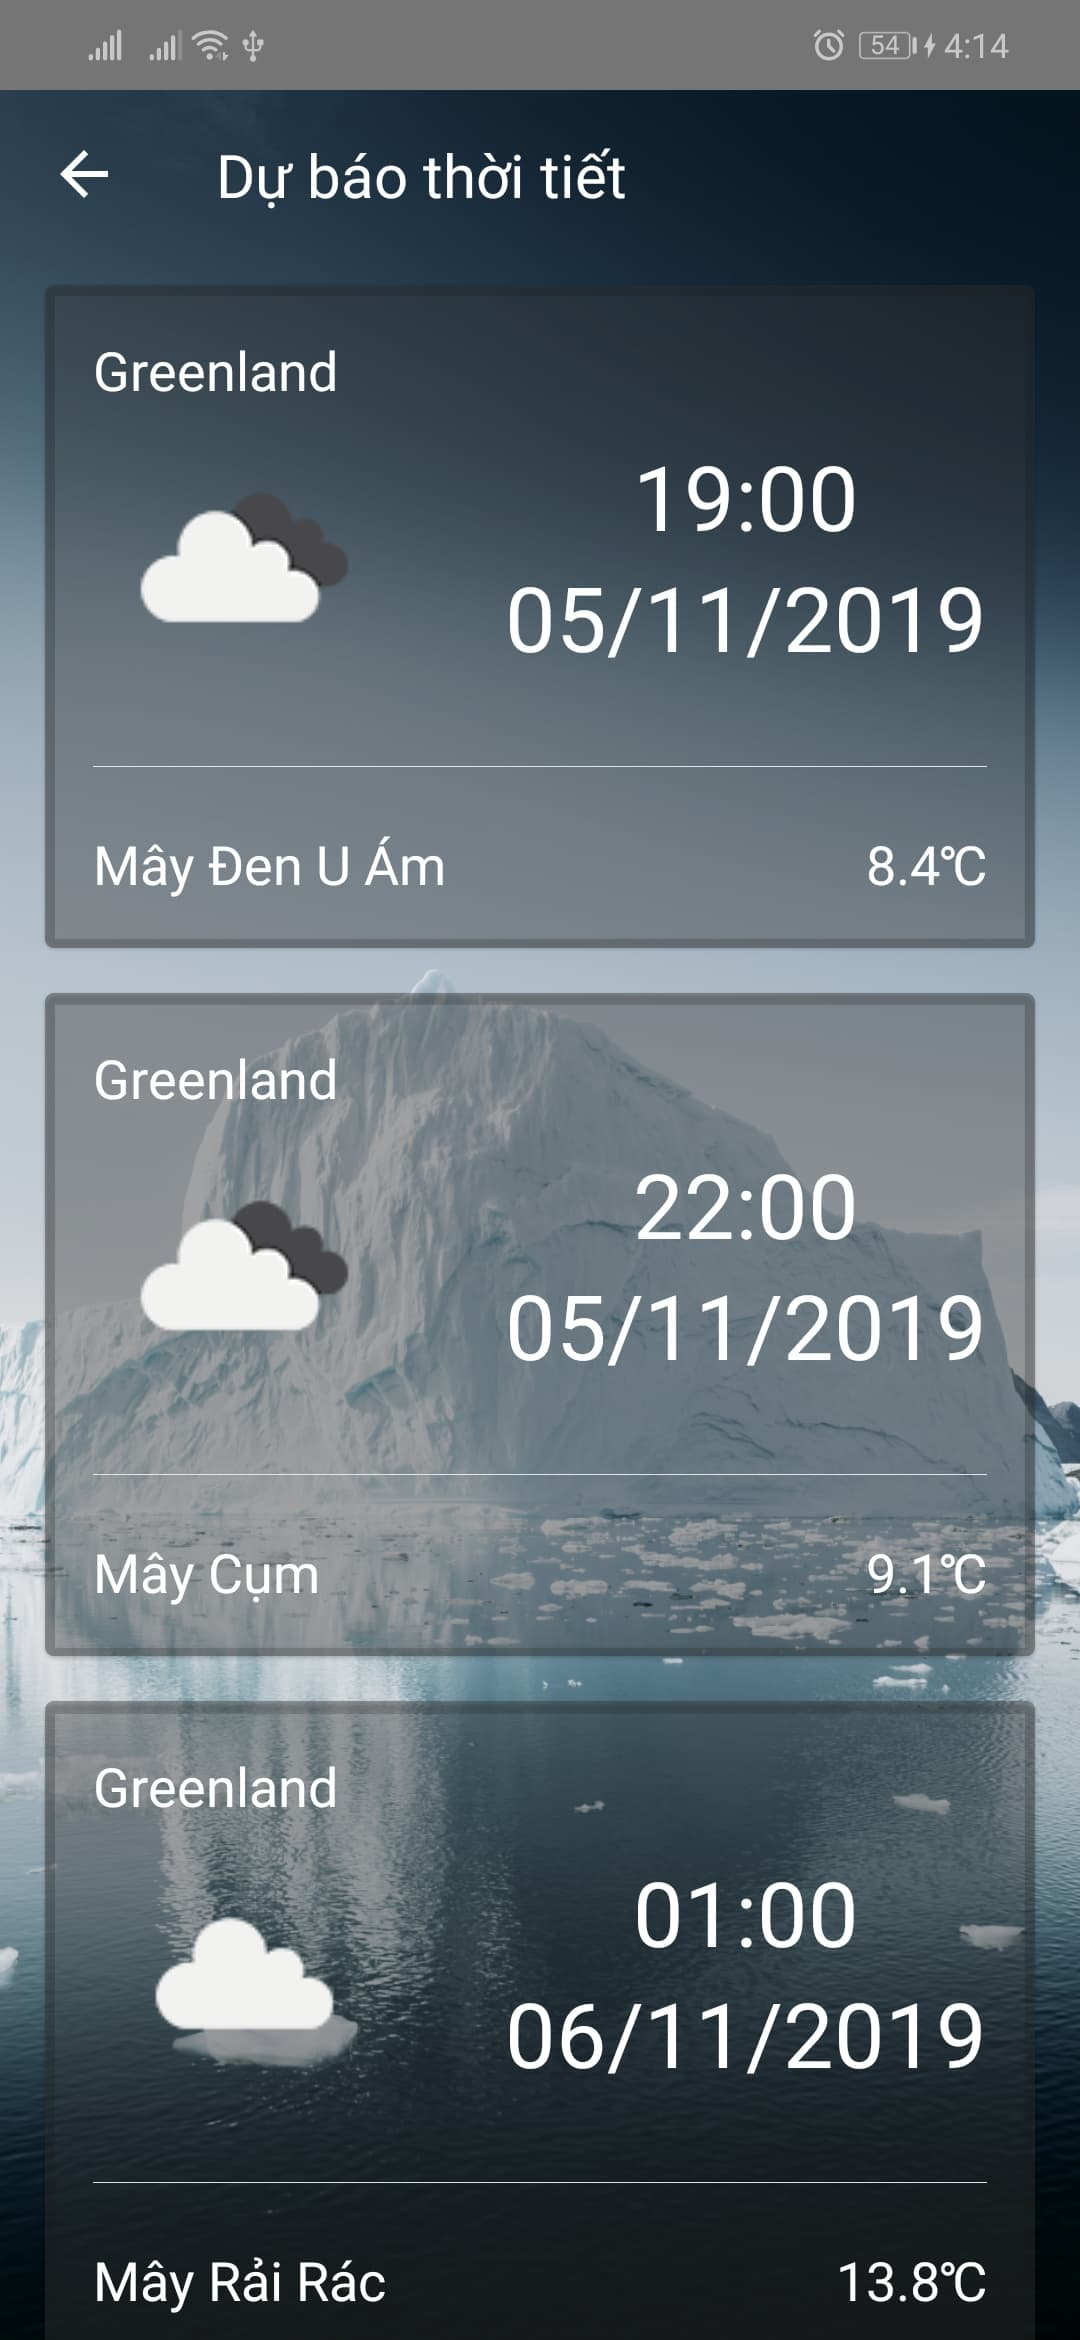 54 4:14
Dự báo thời tiết
Greenland
19:00
05/11/2019
Mây Đen U Ám 8.4℃
Greenland
22:00
05/11/2019
Mây Cụm 9.1℃
Greenland
01:00
06/11/2019
Mây Rải Rác 13.8℃